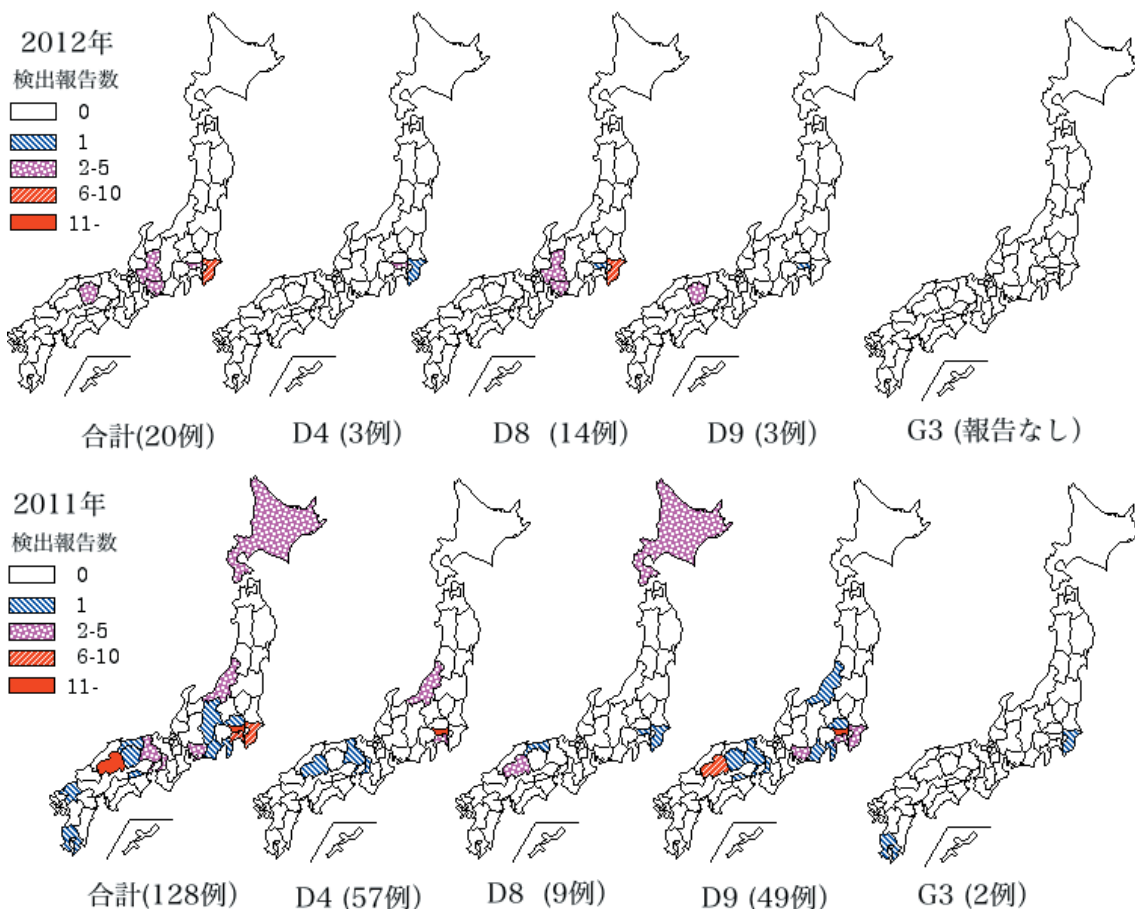 2012年
検出報告数
0
1
2-5
6-10
11-
合計(20例)
D4 (3例)
D8 (14例)
D9 (3例)
G3 (報告なし)
2011年
検出報告数
0
1
2-5
6-10
11-
合計(128例)
D4 (57例)
D8 (9例)
D9 (49例)
G3 (2例)